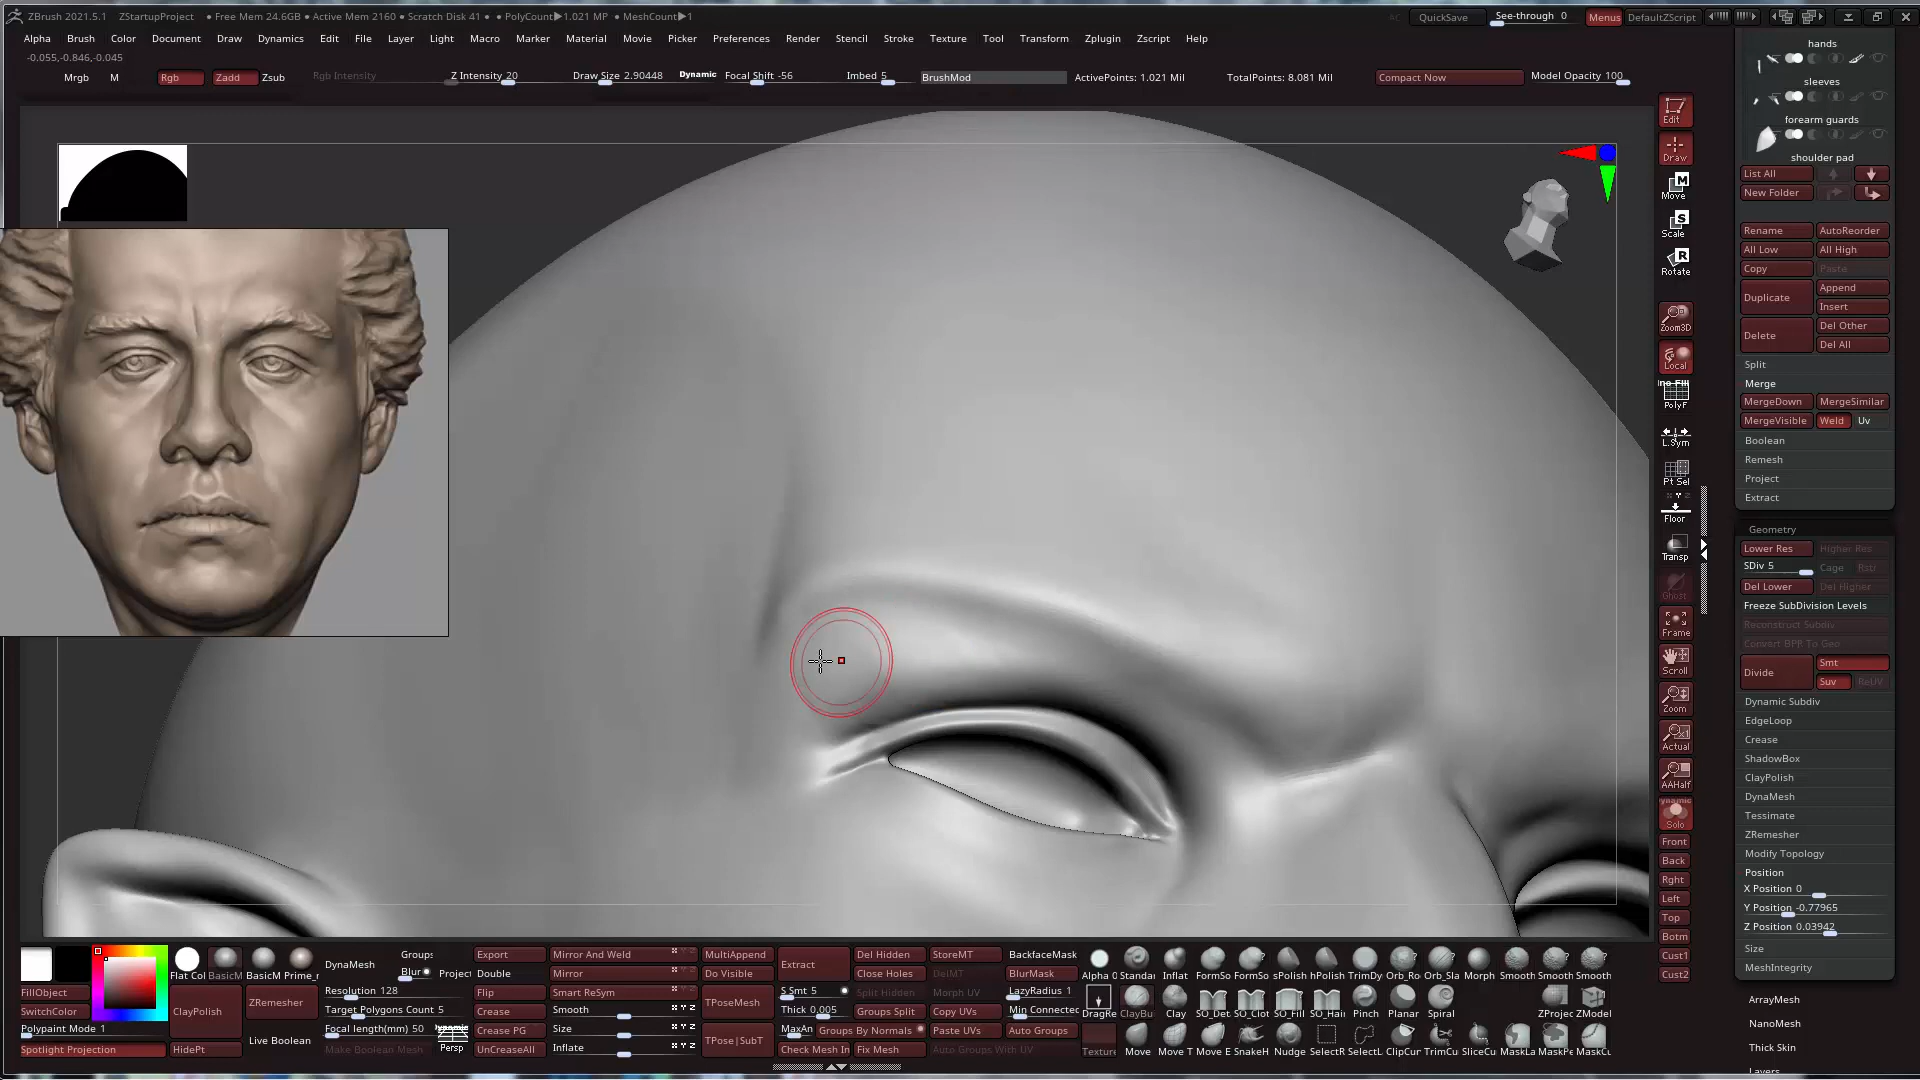 ZBrush 2021.5.1 ZStartupProject • Free Mem 24.6GB • Active Mem 2160 • Scratch Disk 41 • PolyCount▶1.021 MP • MeshCount▶1 QuickSave See-through 0 Menus DefaultZScript
Alpha Brush Color Document Draw Dynamics Edit File Layer Light Macro Marker Material Movie Picker Preferences Render Stencil Stroke Texture Tool Transform Zplugin Zscript Help
-0.055,-0.846,-0.045
Mrgb M Rgb Zadd Zsub Rgb Intensity Z Intensity 20 Draw Size 2.90448 Dynamic Focal Shift -56 Imbed 5 BrushMod ActivePoints: 1.021 Mil TotalPoints: 8.081 Mil Compact Now Model Opacity 100
Edit
Draw
Move
Scale
Rotate
Zoom3D
Local
PolyF
L.Sym
Pt Sel
Floor
Transp
Ghost
Frame
Scroll
Zoom
Actual
AAHalf
Dynamic
Solo
Front
Back
Rght
Left
Top
Botm
Cust1
Cust2
hands
sleeves
forearm guards
shoulder pad
List All
New Folder
Rename AutoReorder
All Low All High
Copy Paste
Duplicate Append
Insert
Delete Del Other
Del All
Split
Merge
MergeDown MergeSimilar
MergeVisible Weld Uv
Boolean
Remesh
Project
Extract
Geometry
Lower Res Higher Res
SDiv 5 Cage Rstr
Del Lower Del Higher
Freeze SubDivision Levels
Reconstruct Subdiv
Convert BPR To Geo
Divide Smt
Suv ReUV
Dynamic Subdiv
EdgeLoop
Crease
ShadowBox
ClayPolish
DynaMesh
Tessimate
ZRemesher
Modify Topology
Position
X Position 0
Y Position -0.77965
Z Position 0.03942
Size
MeshIntegrity
ArrayMesh
NanoMesh
Thick Skin
Layers
Flat Col BasicM BasicM Prime_r
FillObject
SwitchColor
Polypaint Mode 1
Spotlight Projection
ClayPolish
HidePt
ZRemesher
Live Boolean
DynaMesh Groups
Blur Project
Resolution 128
Target Polygons Count 5
Focal length(mm) 50
Make Boolean Mesh
Dynamic
Persp
Export
Double
Flip
Crease
Crease PG
UnCreaseAll
Mirror And Weld
Mirror
Smart ReSym
Smooth
Size
Inflate
MultiAppend
Do Visible
TPoseMesh
TPose|SubT
Extract
S Smt 5
Thick 0.005
MaxAn Groups By Normals
Check Mesh In Fix Mesh
Del Hidden
Close Holes
Split Hidden
Groups Split
StoreMT
DelMT
Morph UV
Copy UVs
Paste UVs
Auto Groups With UV
BackfaceMask
BlurMask
LazyRadius 1
Min Connected
Auto Groups
Alpha 0 Standar Inflat FormSo FormSo sPolish hPolish TrimDy Orb_Ro Orb_Sla Morph Smooth Smooth Smooth
DragRe ClayBu Clay SO_Det SO_Clot SO_Fill SO_Hair Pinch Planar Spiral ZProjec ZModel
Texture Move Move T Move E SnakeH Nudge SelectR SelectL ClipCur TrimCu SliceCu MaskLa MaskPe MaskCu